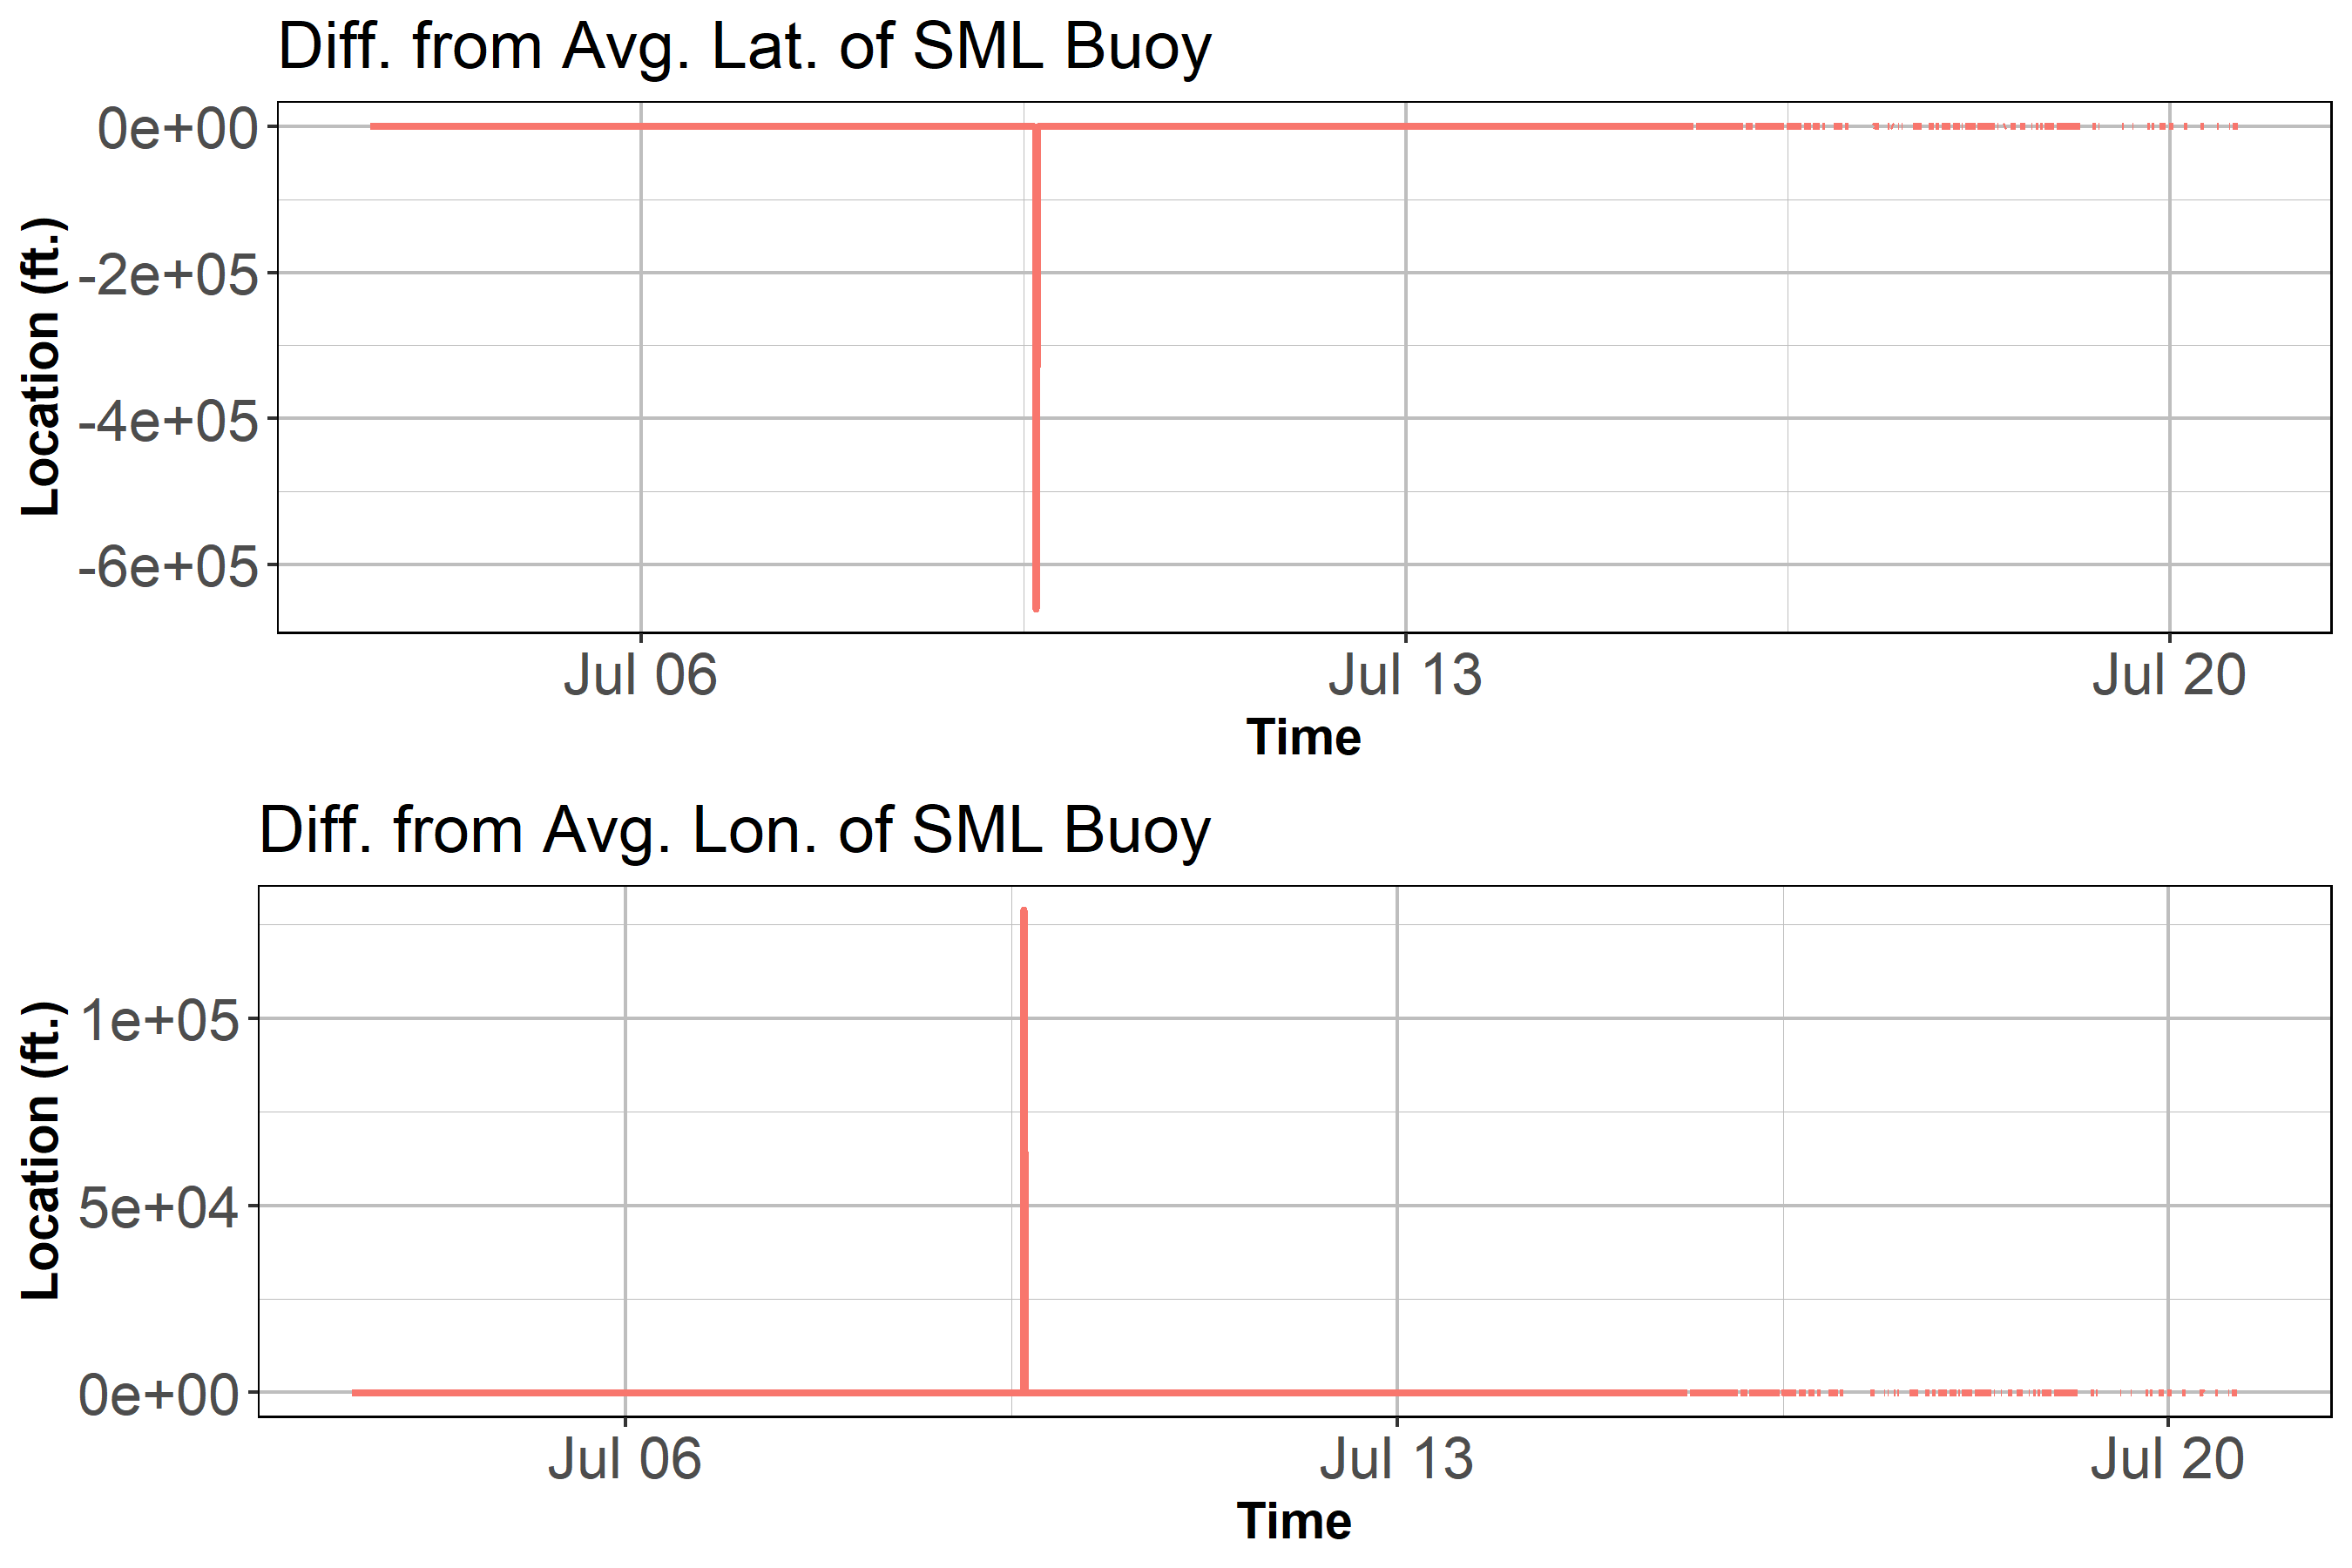 Diff. from Avg. Lat. of SML Buoy
Location (ft.)
0e+00
-2e+05
-4e+05
-6e+05
Jul 06 Jul 13 Jul 20
Time
Diff. from Avg. Lon. of SML Buoy
Location (ft.)
1e+05
5e+04
0e+00
Jul 06 Jul 13 Jul 20
Time